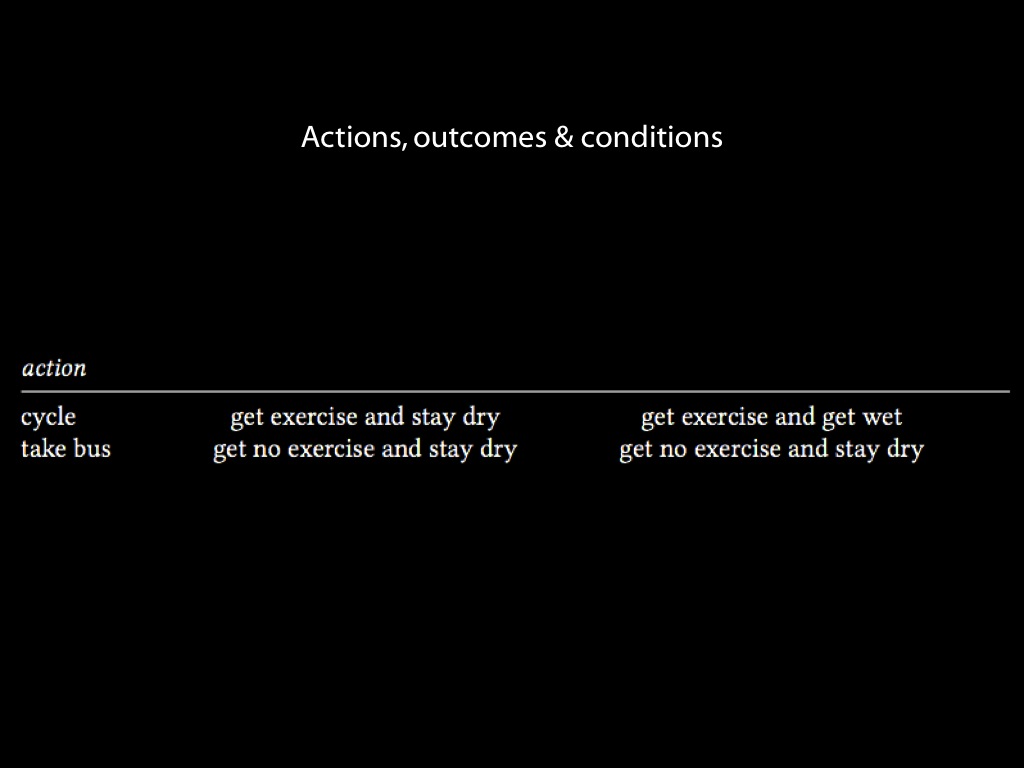 Actions, outcomes & conditions
action
cycle get exercise and stay dry get exercise and get wet
take bus get no exercise and stay dry get no exercise and stay dry